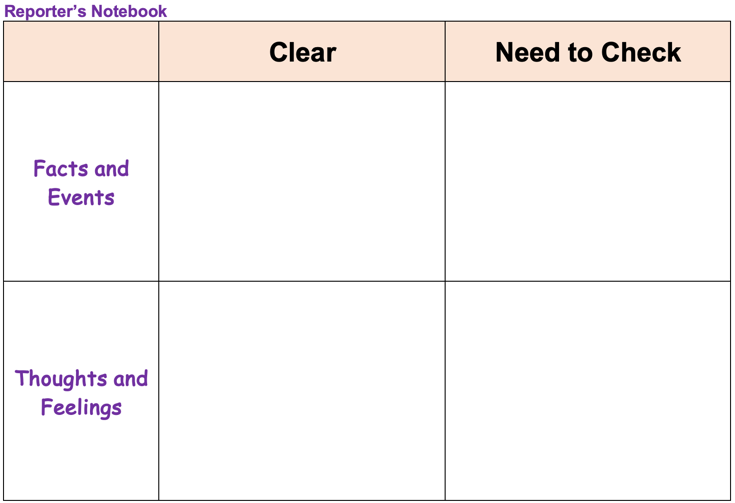 Reporter’s Notebook
Clear
Need to Check
Facts and
Events
Thoughts and
Feelings